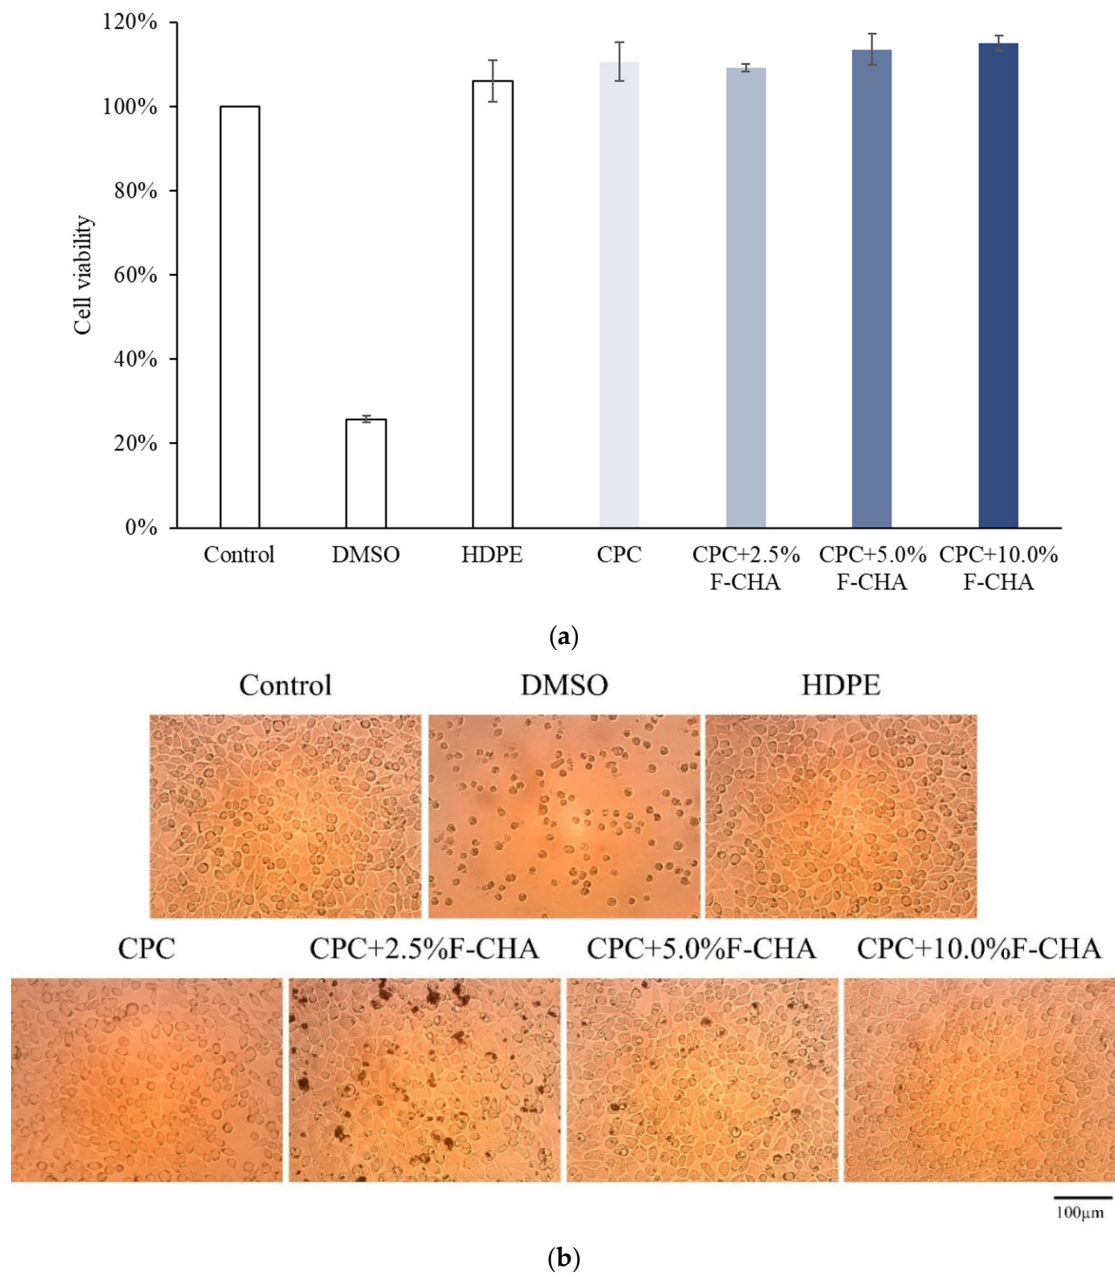 120%
100%
80%
60%
40%
20%
0%
Cell viability
Control DMSO HDPE CPC CPC+2.5% CPC+5.0% CPC+10.0%
F-CHA F-CHA F-CHA
(a)
Control DMSO HDPE
CPC CPC+2.5%F-CHA CPC+5.0%F-CHA CPC+10.0%F-CHA
100μm
(b)